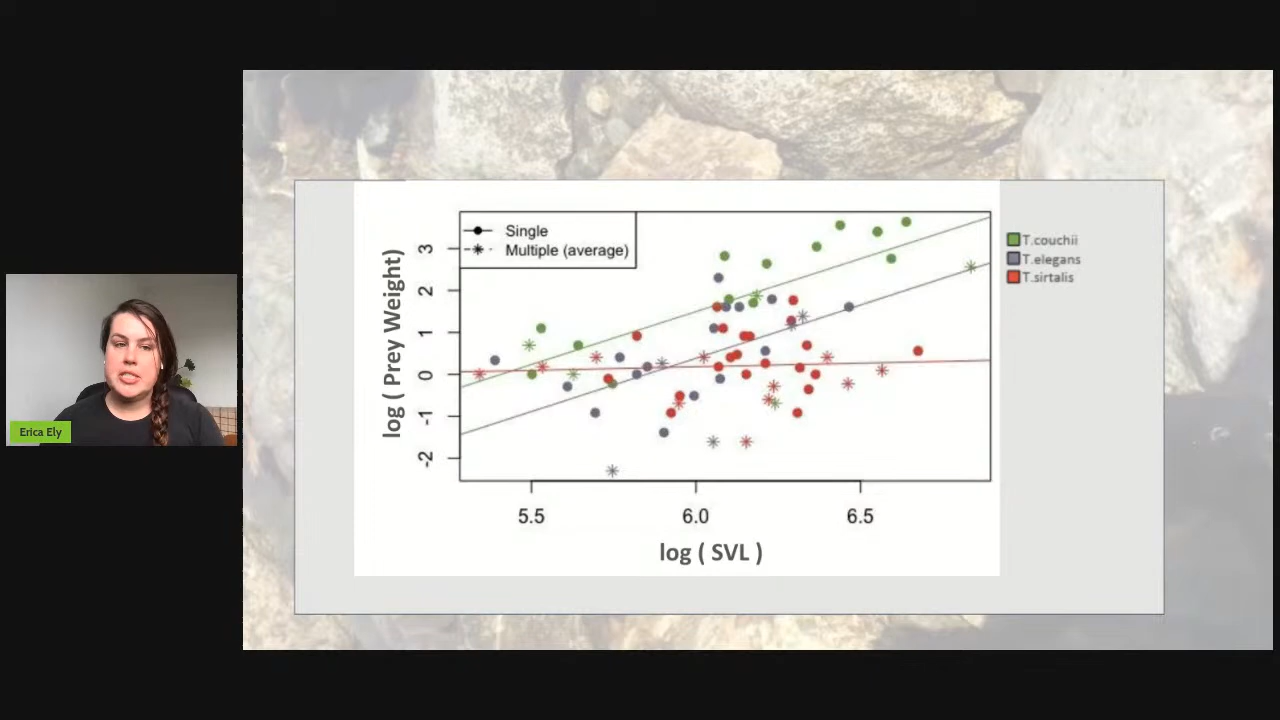 Erica Ely
Single
Multiple (average)
T.couchii
T.elegans
T.sirtalis
log ( Prey Weight)
3
2
1
0
-1
-2
5.5
6.0
6.5
log ( SVL )